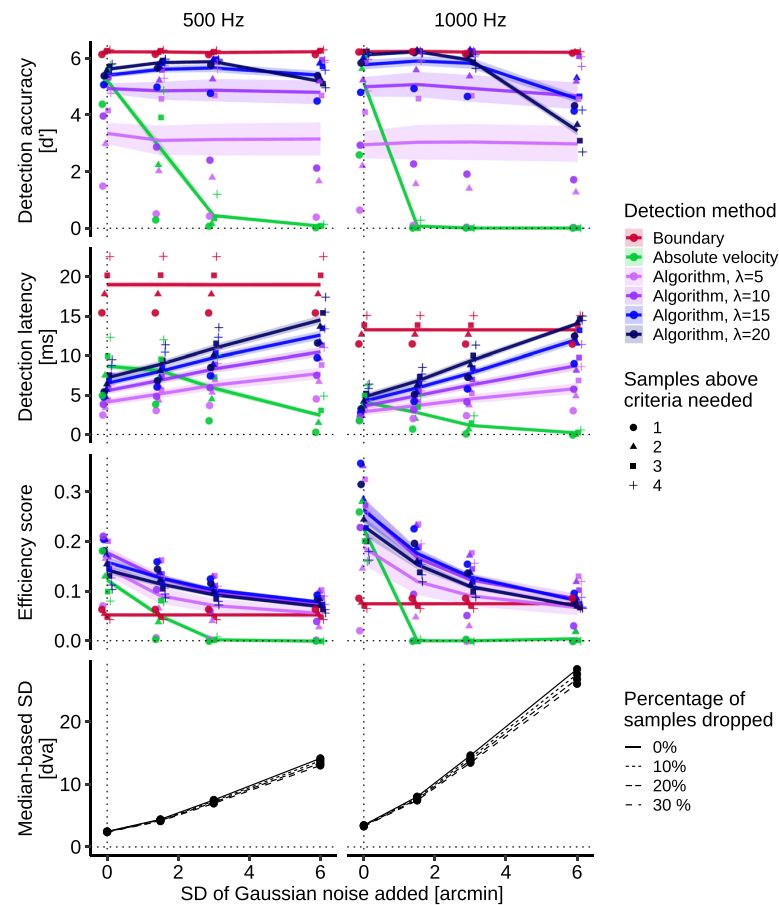 500 Hz
1000 Hz
Detection accuracy
[d']
6
4
2
0
Detection latency
[ms]
20
15
10
5
0
Efficiency score
0.3
0.2
0.1
0.0
Median-based SD
[dva]
20
10
0
0 2 4 6
0 2 4 6
SD of Gaussian noise added [arcmin]
Detection method
Boundary
Absolute velocity
Algorithm, λ=5
Algorithm, λ=10
Algorithm, λ=15
Algorithm, λ=20
Samples above
criteria needed
1
2
3
4
Percentage of
samples dropped
0%
10%
20%
30 %